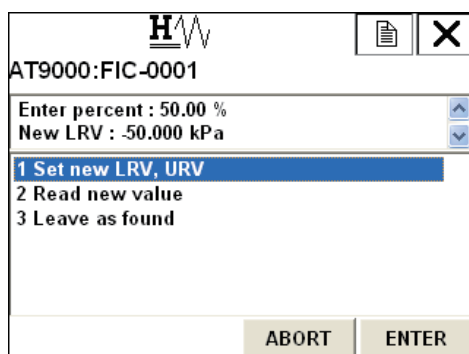 H
AT9000:FIC-0001
Enter percent : 50.00 %
New LRV : -50.000 kPa
1 Set new LRV, URV
2 Read new value
3 Leave as found
ABORT ENTER